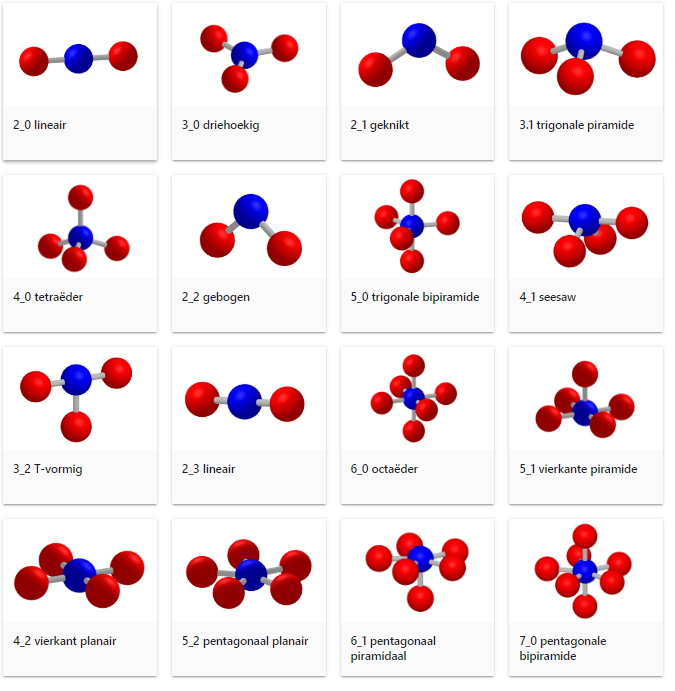 2_0 lineair
3_0 driehoekig
2_1 geknikt
3.1 trigonale piramide
4_0 tetraëder
2_2 gebogen
5_0 trigonale bipiramide
4_1 seesaw
3_2 T-vormig
2_3 lineair
6_0 octaëder
5_1 vierkante piramide
4_2 vierkant planair
5_2 pentagonaal planair
6_1 pentagonaal
piramidaal
7_0 pentagonale
bipiramide